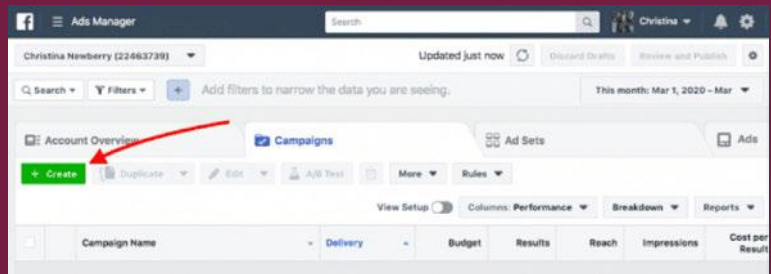 f Ads Manager Search Christina
Christina Newberry (22463739) Updated just now Discard Drafts Review and Publish
Search Filters + Add filters to narrow the data you are seeing. This month: Mar 1, 2020 – Mar
Account Overview Campaigns Ad Sets Ads
+ Create Duplicate Edit A/B Test More Rules
View Setup Columns: Performance Breakdown Reports
Campaign Name Delivery Budget Results Reach Impressions Cost per Result